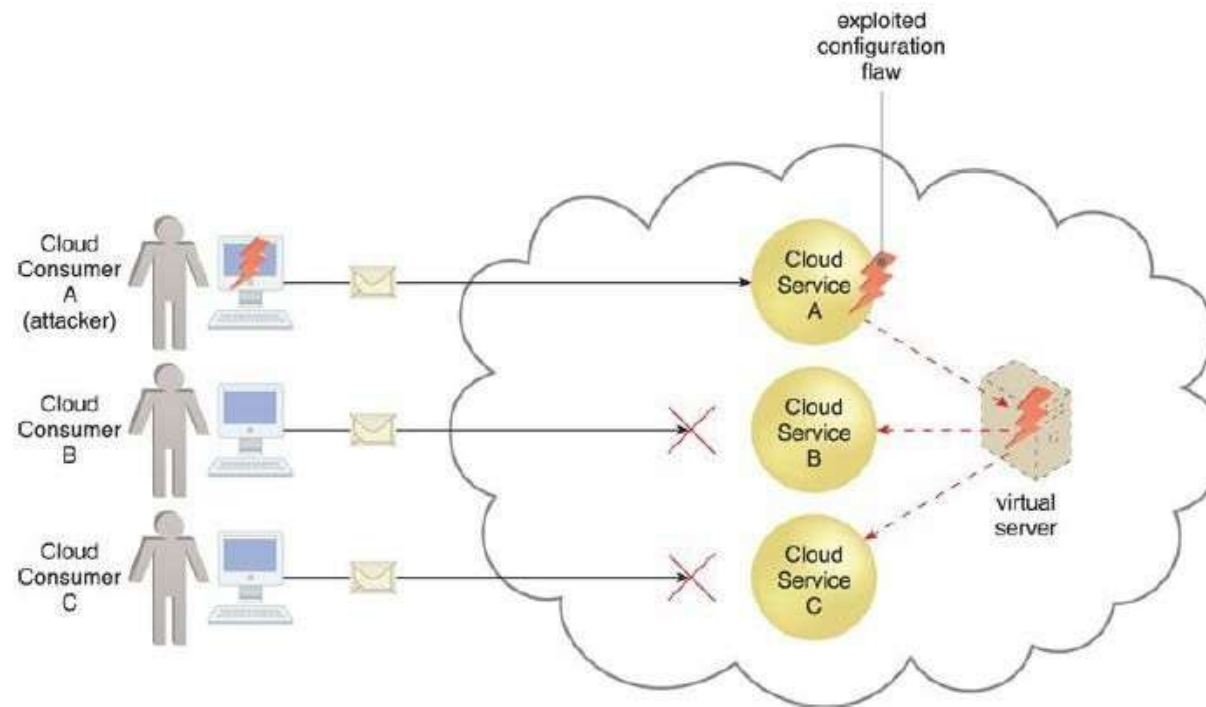 exploited
configuration
flaw
Cloud
Consumer
A
(attacker)
Cloud
Service
A
Cloud
Consumer
B
Cloud
Service
B
virtual
server
Cloud
Consumer
C
Cloud
Service
C